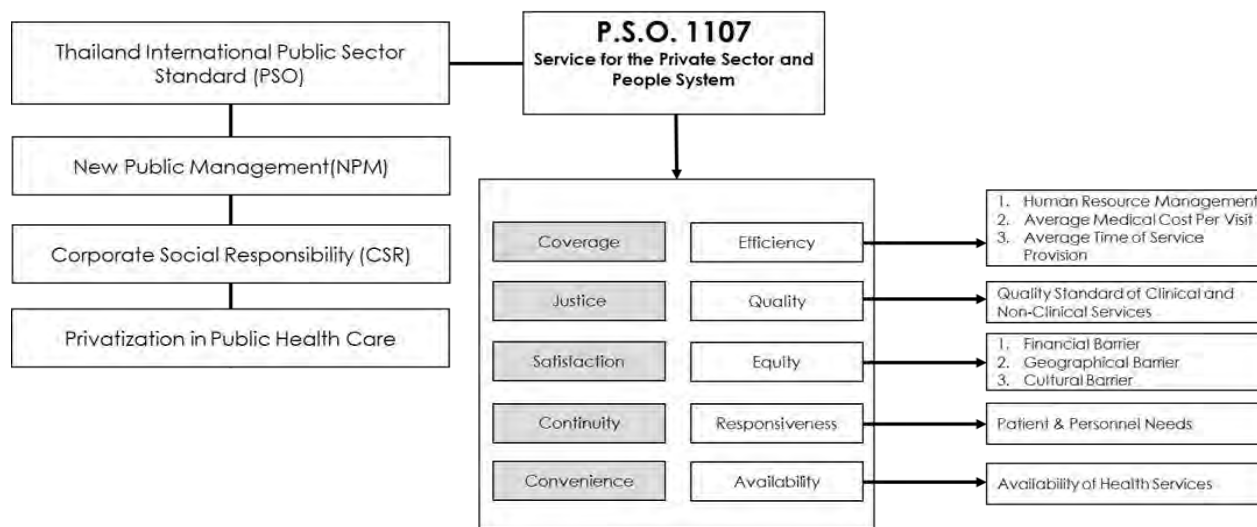 Thailand International Public Sector
Standard (PSO)
P.S.O. 1107
Service for the Private Sector and
People System
New Public Management(NPM)
Corporate Social Responsibility (CSR)
Privatization in Public Health Care
Coverage
Efficiency
1. Human Resource Management
2. Average Medical Cost Per Visit
3. Average Time of Service
Provision
Justice
Quality
Quality Standard of Clinical and
Non-Clinical Services
Satisfaction
Equity
1. Financial Barrier
2. Geographical Barrier
3. Cultural Barrier
Continuity
Responsiveness
Patient & Personnel Needs
Convenience
Availability
Availability of Health Services